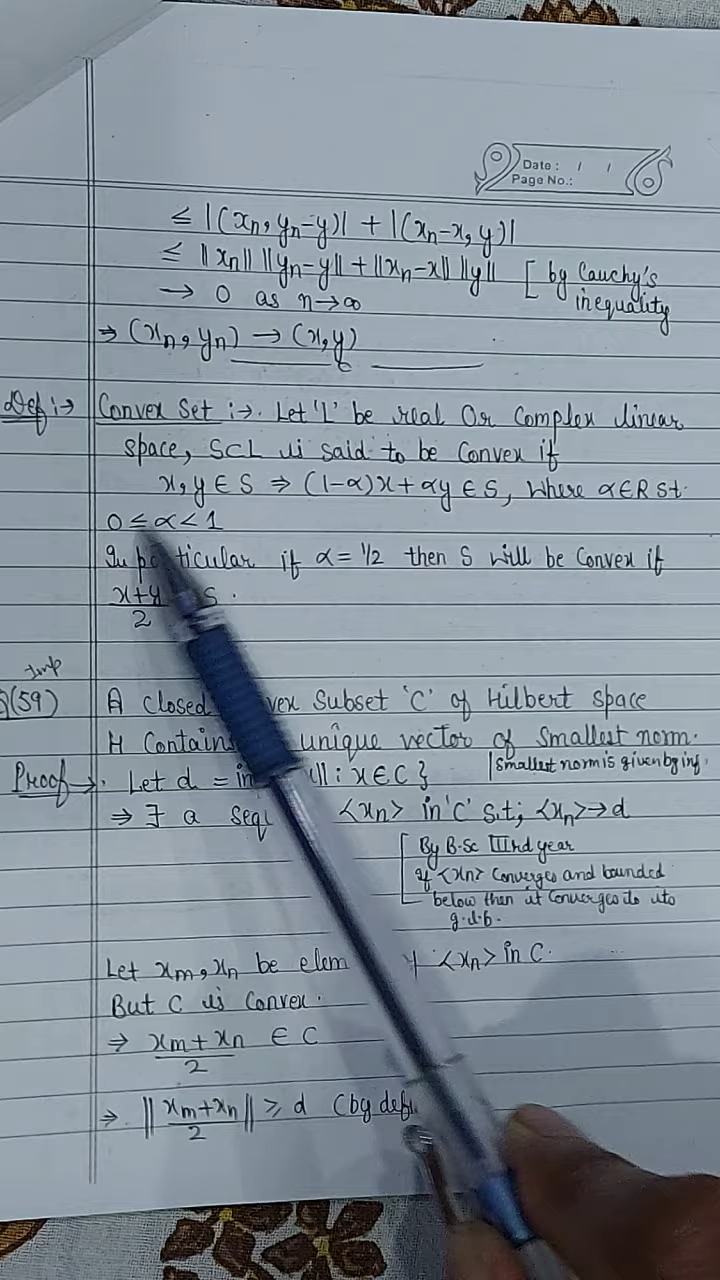 Date : / /
Page No.:
≤ |(xn, yn-y)| + |(xn-x, y)|
≤ ||xn|| ||yn-y|| + ||xn-x|| ||y|| [ by Cauchy's
inequality
→ 0 as n→∞
⇒ (xn, yn) → (x,y)
Def :→ Convex Set :→. Let 'L' be real Or Complex linear
space, S⊂L is said to be Convex if
x, y ∈ S ⇒ (1-α)x + αy ∈ S, Where α∈R St.
0 ≤ α < 1
In particular if α = 1/2 then S will be Convex if
x+y/2 S.
Imp
(59) A Closed Subset 'C' of Hilbert space
H Contain unique vector of Smallest norm.
Proof →. Let d = in ||: x∈C} |Smallest norm is given by inf.
⇒ ∃ a <xn> in 'C' s.t; <xn>→d
[ By B.Sc IIIrd year
If <xn> Converges and bounded
below then it Converges to its
g.l.b.
Let xm, xn be <xn> in C.
But C is Convex.
⇒ xm + xn/2 ∈ C
⇒ || xm+xn/2 || ≥ d (by